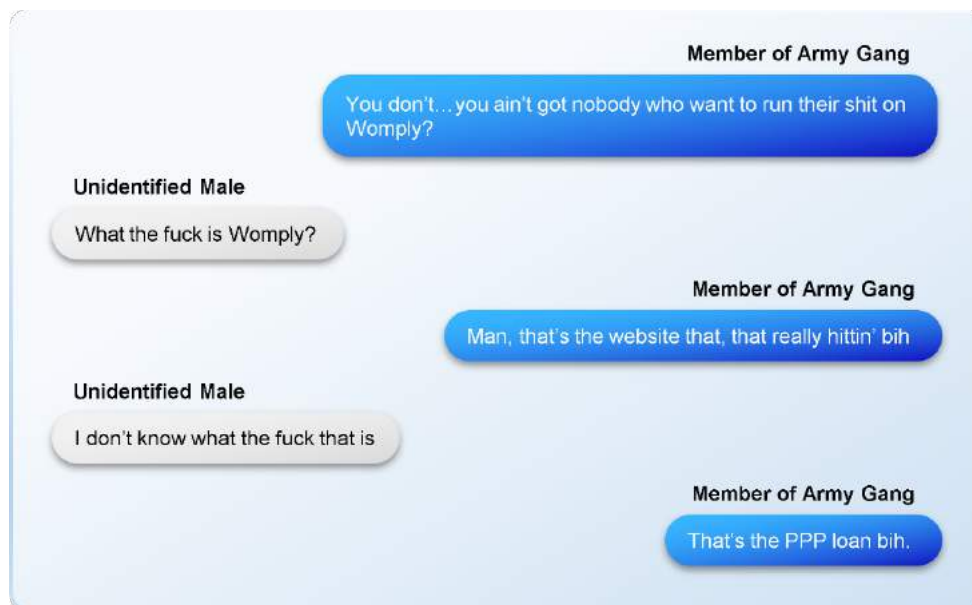 Member of Army Gang
You don't...you ain't got nobody who want to run their shit on
Womply?
Unidentified Male
What the fuck is Womply?
Member of Army Gang
Man, that's the website that, that really hittin' bih
Unidentified Male
I don't know what the fuck that is
Member of Army Gang
That's the PPP loan bih.